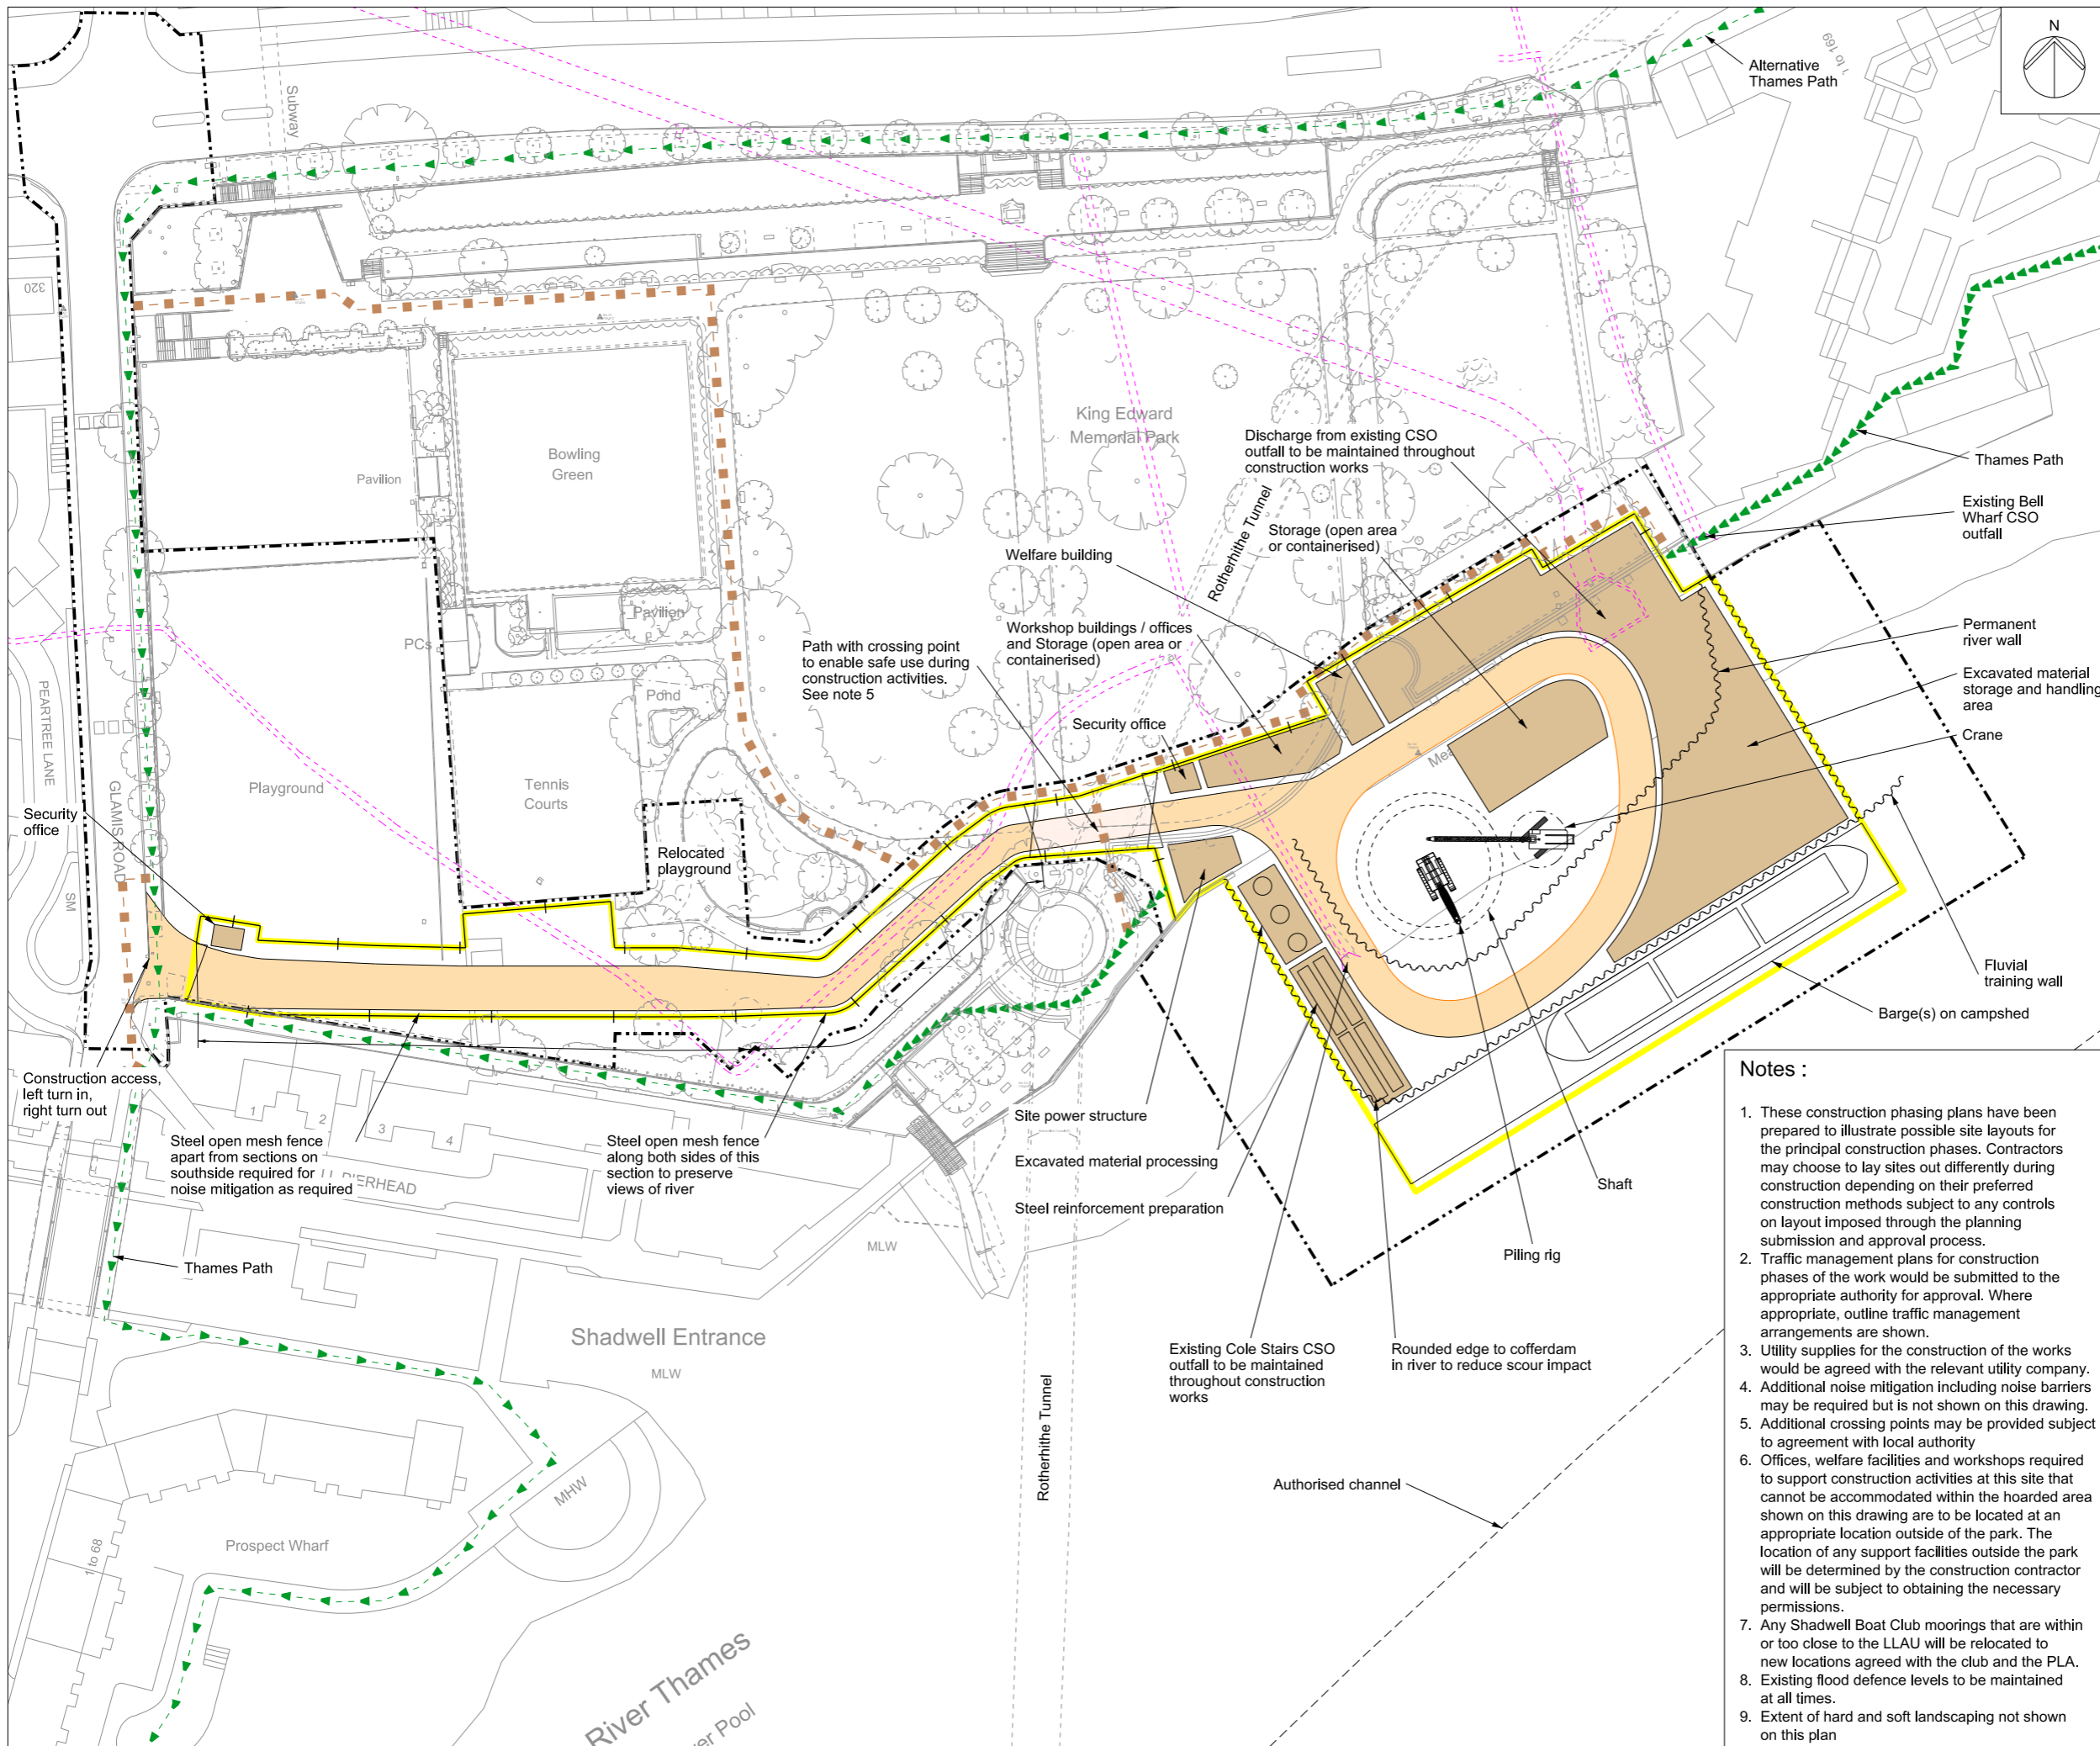 N
Alternative
Thames Path
1 to 169
Subway
320
King Edward
Memorial Park
Bowling
Green
Pavilion
Discharge from existing CSO
outfall to be maintained throughout
construction works
Thames Path
Existing Bell
Wharf CSO
outfall
Storage (open area
or containerised)
Welfare building
Rotherhithe Tunnel
Pavilion
PCs
Workshop buildings / offices
and Storage (open area or
containerised)
Path with crossing point
to enable safe use during
construction activities.
See note 5
Permanent
river wall
Excavated material
storage and handling
area
Pond
Security office
Crane
PEARTREE LANE
GLAMIS ROAD
SM
Playground
Tennis
Courts
Security
office
Relocated
playground
Mea
Fluvial
training wall
Barge(s) on campshed
Construction access,
left turn in,
right turn out
1
2
3
4
Steel open mesh fence
apart from sections on
southside required for
noise mitigation as required
PIERHEAD
Steel open mesh fence
along both sides of this
section to preserve
views of river
Site power structure
Excavated material processing
Steel reinforcement preparation
Shaft
Piling rig
MLW
Thames Path
Shadwell Entrance
MLW
Existing Cole Stairs CSO
outfall to be maintained
throughout construction
works
Rounded edge to cofferdam
in river to reduce scour impact
Rotherhithe Tunnel
Authorised channel
MHW
Prospect Wharf
1 to 68
River Thames
er Pool
Notes :
1. These construction phasing plans have been
prepared to illustrate possible site layouts for
the principal construction phases. Contractors
may choose to lay sites out differently during
construction depending on their preferred
construction methods subject to any controls
on layout imposed through the planning
submission and approval process.
2. Traffic management plans for construction
phases of the work would be submitted to the
appropriate authority for approval. Where
appropriate, outline traffic management
arrangements are shown.
3. Utility supplies for the construction of the works
would be agreed with the relevant utility company.
4. Additional noise mitigation including noise barriers
may be required but is not shown on this drawing.
5. Additional crossing points may be provided subject
to agreement with local authority
6. Offices, welfare facilities and workshops required
to support construction activities at this site that
cannot be accommodated within the hoarded area
shown on this drawing are to be located at an
appropriate location outside of the park. The
location of any support facilities outside the park
will be determined by the construction contractor
and will be subject to obtaining the necessary
permissions.
7. Any Shadwell Boat Club moorings that are within
or too close to the LLAU will be relocated to
new locations agreed with the club and the PLA.
8. Existing flood defence levels to be maintained
at all times.
9. Extent of hard and soft landscaping not shown
on this plan